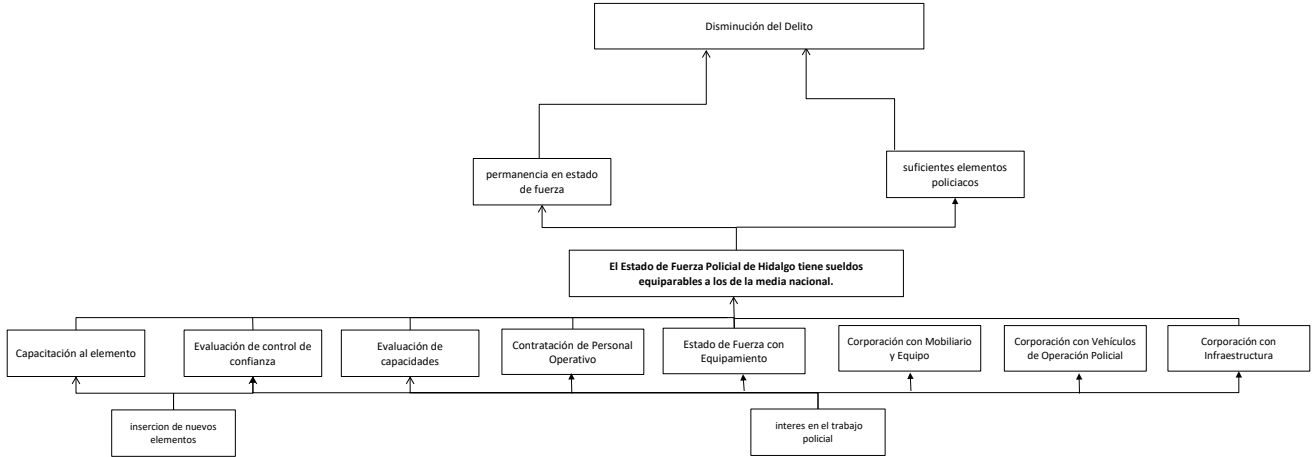 Disminución del Delito
permanencia en estado
de fuerza
suficientes elementos
policiacos
El Estado de Fuerza Policial de Hidalgo tiene sueldos
equiparables a los de la media nacional.
Capacitación al elemento
Evaluación de control de
confianza
Evaluación de
capacidades
Contratación de Personal
Operativo
Estado de Fuerza con
Equipamiento
Corporación con Mobiliario
y Equipo
Corporación con Vehículos
de Operación Policial
Corporación con
Infraestructura
insercion de nuevos
elementos
interes en el trabajo
policial